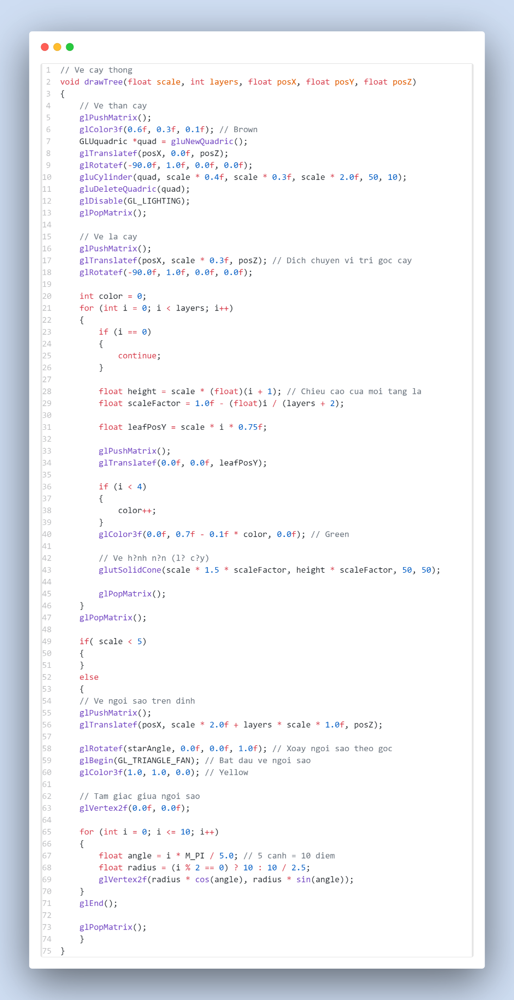 1 // Ve cay thong
2 void drawTree(float scale, int layers, float posX, float posY, float posZ)
3 {
4     // Ve than cay
5     glPushMatrix();
6     glColor3f(0.6f, 0.3f, 0.1f); // Brown
7     GLUquadric *quad = gluNewQuadric();
8     glTranslatef(posX, 0.0f, posZ);
9     glRotatef(-90.0f, 1.0f, 0.0f, 0.0f);
10     gluCylinder(quad, scale * 0.4f, scale * 0.3f, scale * 2.0f, 50, 10);
11     gluDeleteQuadric(quad);
12     glDisable(GL_LIGHTING);
13     glPopMatrix();
14
15     // Ve la cay
16     glPushMatrix();
17     glTranslatef(posX, scale * 0.3f, posZ); // Dich chuyen vi tri goc cay
18     glRotatef(-90.0f, 1.0f, 0.0f, 0.0f);
19
20     int color = 0;
21     for (int i = 0; i < layers; i++)
22     {
23         if (i == 0)
24         {
25             continue;
26         }
27
28         float height = scale * (float)(i + 1); // Chieu cao cua moi tang la
29         float scaleFactor = 1.0f - (float)i / (layers + 2);
30
31         float leafPosY = scale * i * 0.75f;
32
33         glPushMatrix();
34         glTranslatef(0.0f, 0.0f, leafPosY);
35
36         if (i < 4)
37         {
38             color++;
39         }
40         glColor3f(0.0f, 0.7f - 0.1f * color, 0.0f); // Green
41
42         // Ve h?nh n?n (l? c?y)
43         glutSolidCone(scale * 1.5 * scaleFactor, height * scaleFactor, 50, 50);
44
45         glPopMatrix();
46     }
47     glPopMatrix();
48
49     if( scale < 5)
50     {
51     }
52     else
53     {
54     // Ve ngoi sao tren dinh
55     glPushMatrix();
56     glTranslatef(posX, scale * 2.0f + layers * scale * 1.0f, posZ);
57
58     glRotatef(starAngle, 0.0f, 0.0f, 1.0f); // Xoay ngoi sao theo goc
59     glBegin(GL_TRIANGLE_FAN); // Bat dau ve ngoi sao
60     glColor3f(1.0, 1.0, 0.0); // Yellow
61
62     // Tam giac giua ngoi sao
63     glVertex2f(0.0f, 0.0f);
64
65     for (int i = 0; i <= 10; i++)
66     {
67         float angle = i * M_PI / 5.0; // 5 canh = 10 diem
68         float radius = (i % 2 == 0) ? 10 : 10 / 2.5;
69         glVertex2f(radius * cos(angle), radius * sin(angle));
70     }
71     glEnd();
72
73     glPopMatrix();
74     }
75 }